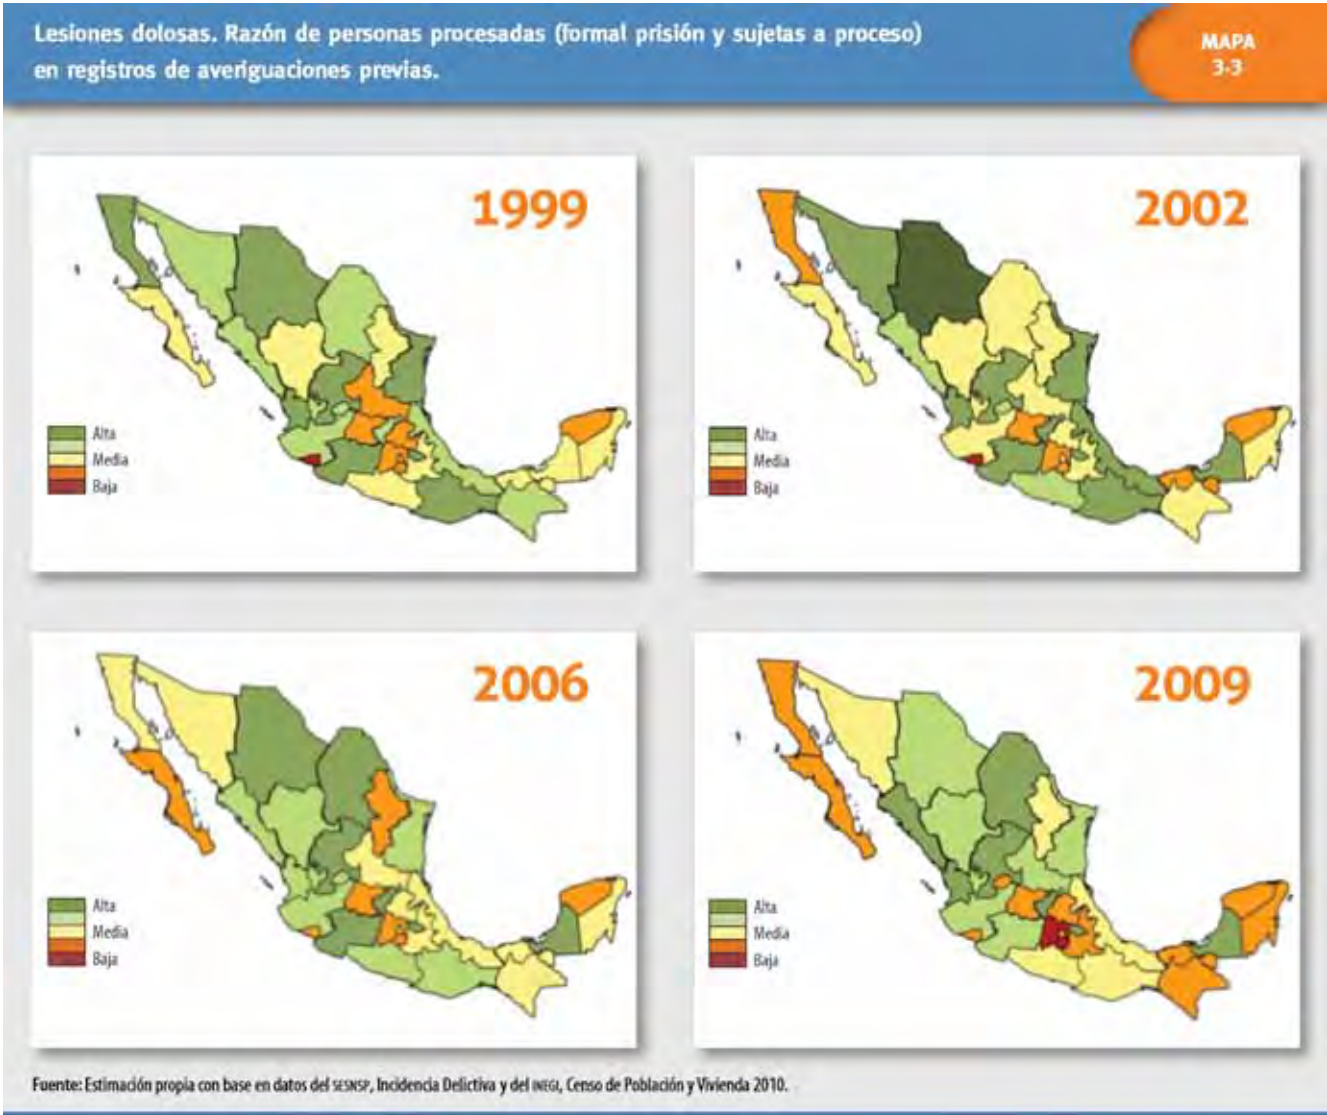 Lesiones dolosas. Razón de personas procesadas (formal prisión y sujetas a proceso)
en registros de averiguaciones previas.
MAPA
3.3
1999
Alta
Media
Baja
2002
Alta
Media
Baja
2006
Alta
Media
Baja
2009
Alta
Media
Baja
Fuente: Estimación propia con base en datos del SESNSP, Incidencia Delictiva y del INEGI, Censo de Población y Vivienda 2010.